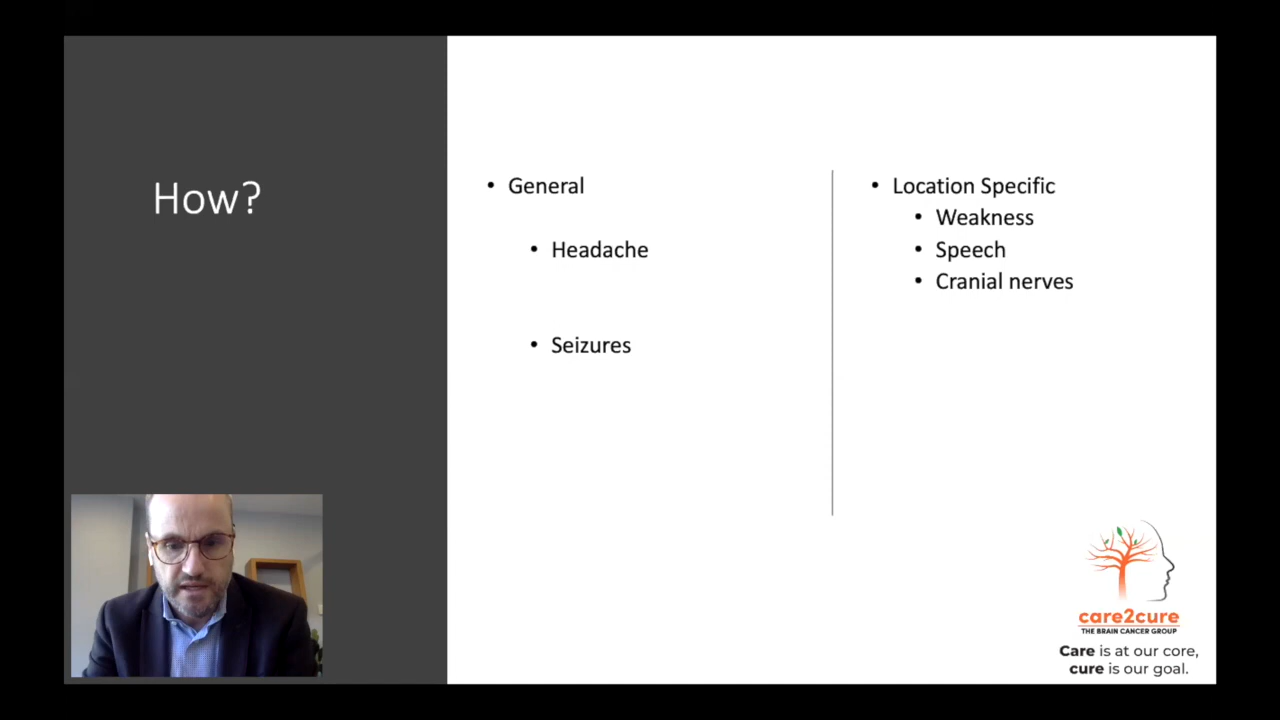 How?
• General
• Headache
• Seizures
• Location Specific
• Weakness
• Speech
• Cranial nerves
care2cure
THE BRAIN CANCER GROUP
Care is at our core,
cure is our goal.